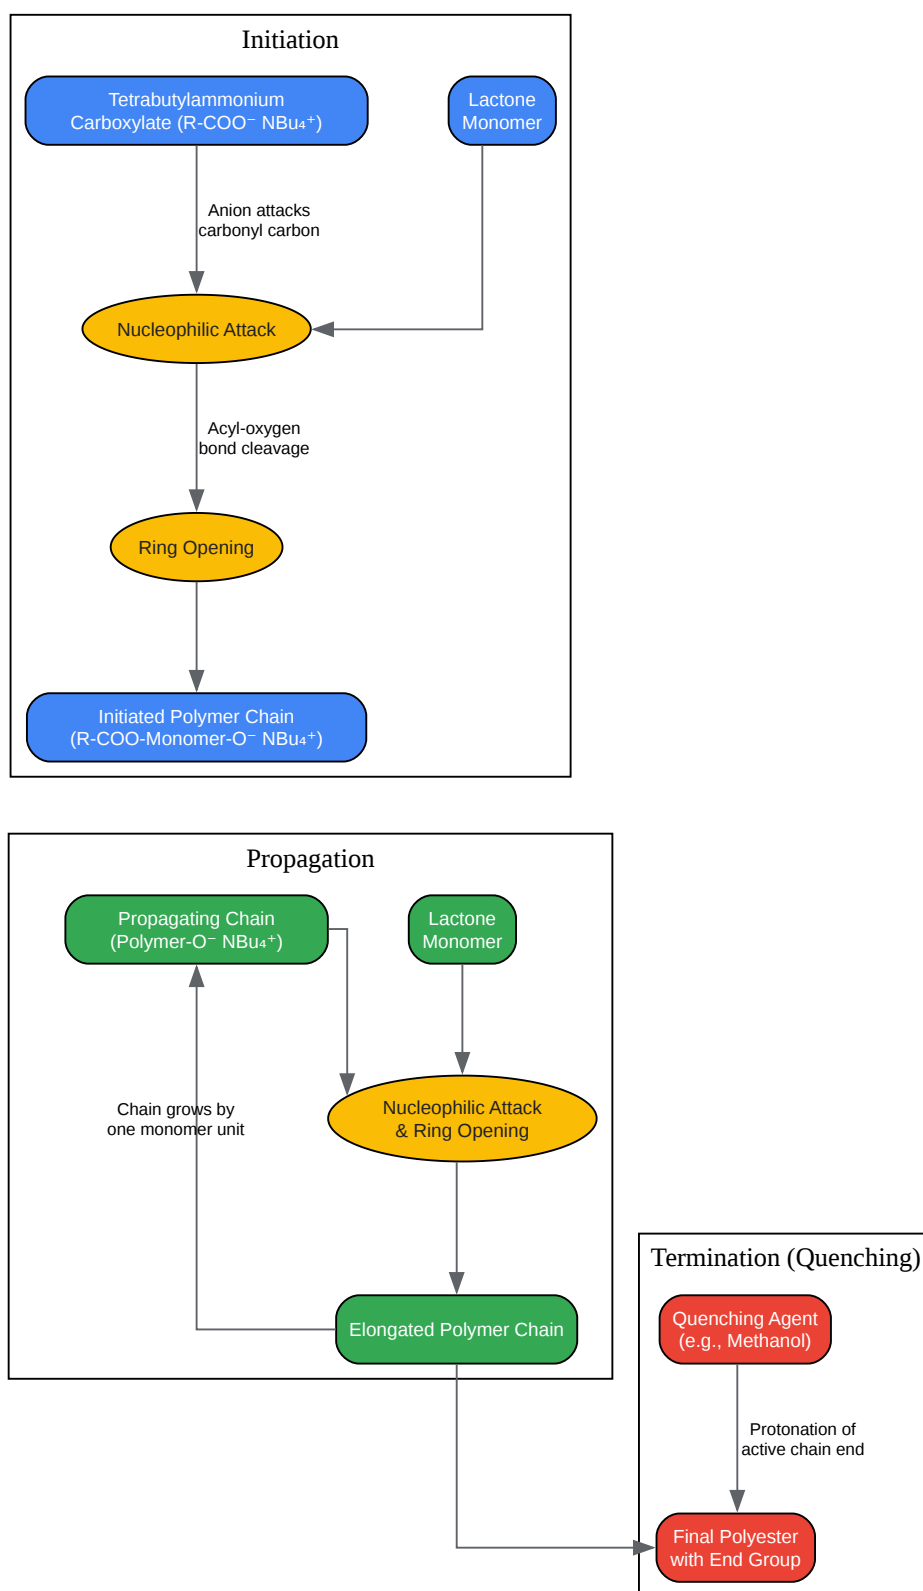 Initiation
Tetrabutylammonium
Carboxylate (R-COO⁻ NBu₄⁺)
Lactone
Monomer
Anion attacks
carbonyl carbon
Nucleophilic Attack
Acyl-oxygen
bond cleavage
Ring Opening
Initiated Polymer Chain
(R-COO-Monomer-O⁻ NBu₄⁺)
Propagation
Propagating Chain
(Polymer-O⁻ NBu₄⁺)
Lactone
Monomer
Chain grows by
one monomer unit
Nucleophilic Attack
& Ring Opening
Elongated Polymer Chain
Termination (Quenching)
Quenching Agent
(e.g., Methanol)
Protonation of
active chain end
Final Polyester
with End Group